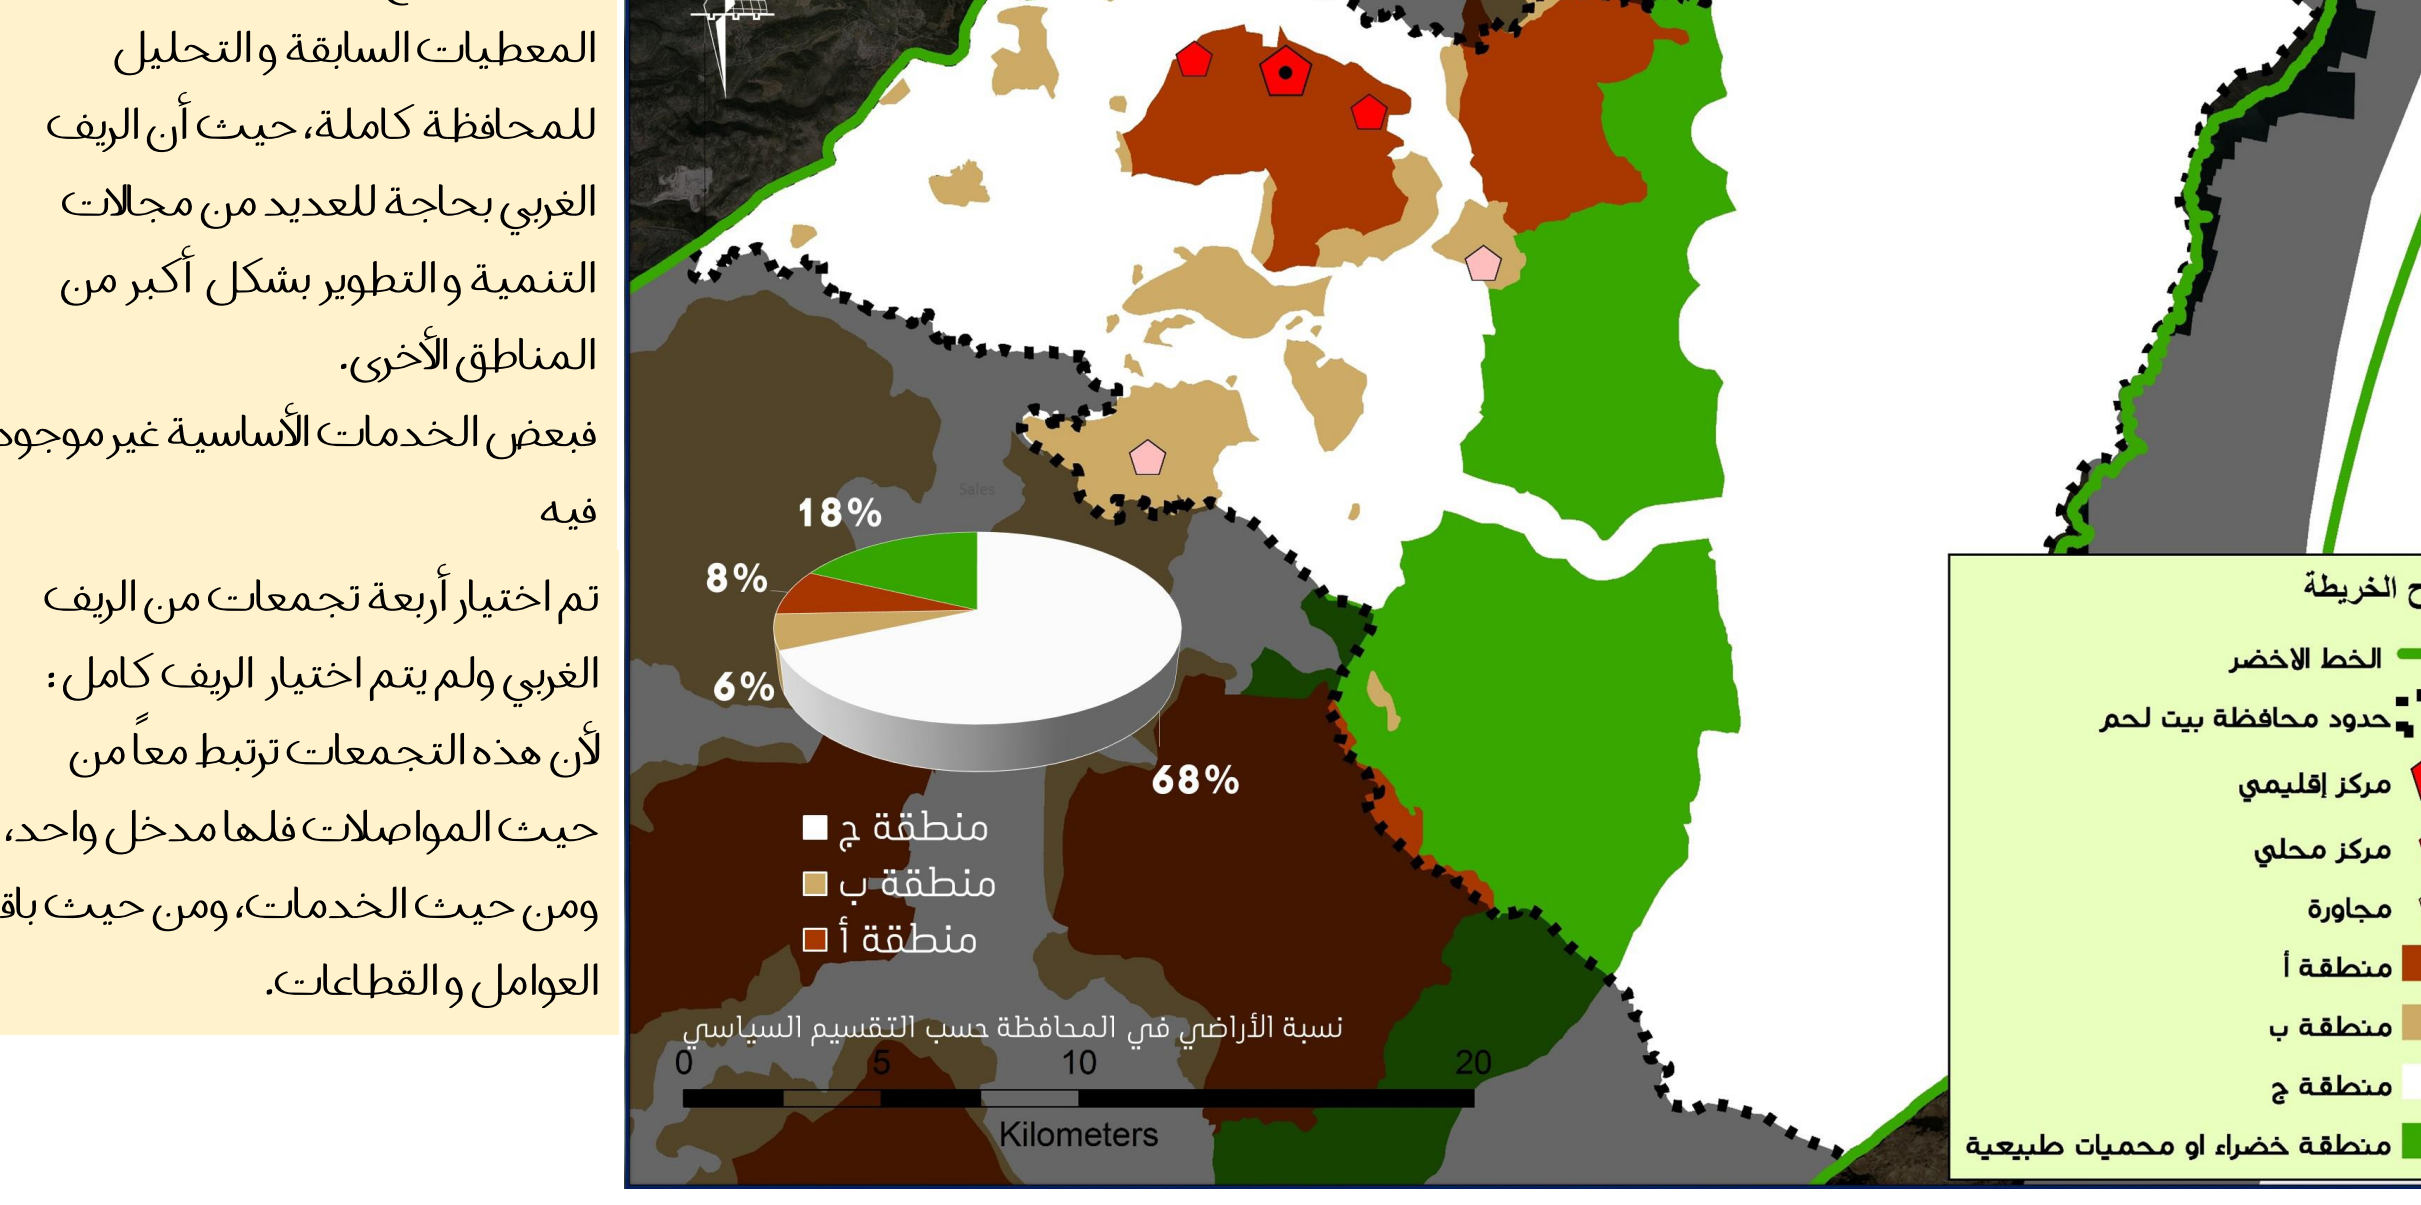 المعطيات السابقة والتحليل
للمحافظة كاملة، حيث أن الريف
الغربي بحاجة للعديد من مجالات
التنمية والتطوير بشكل أكبر من
المناطق الأخرى.
فبعض الخدمات الأساسية غير موجود
فيه
تم اختيار أربعة تجمعات من الريف
الغربي ولم يتم اختيار الريف كامل :
لأن هذه التجمعات ترتبط معاً من
حيث المواصلات فلها مدخل واحد،
ومن حيث الخدمات، ومن حيث باق
العوامل والقطاعات.
Sales
18%
8%
6%
68%
منطقة ج
منطقة ب
منطقة أ
نسبة الأراضي في المحافظة حسب التقسيم السياسي
0 5 10 20
Kilometers
ح الخريطة
الخط الاخضر
حدود محافظة بيت لحم
مركز إقليمي
مركز محلي
مجاورة
منطقة أ
منطقة ب
منطقة ج
منطقة خضراء او محميات طبيعية